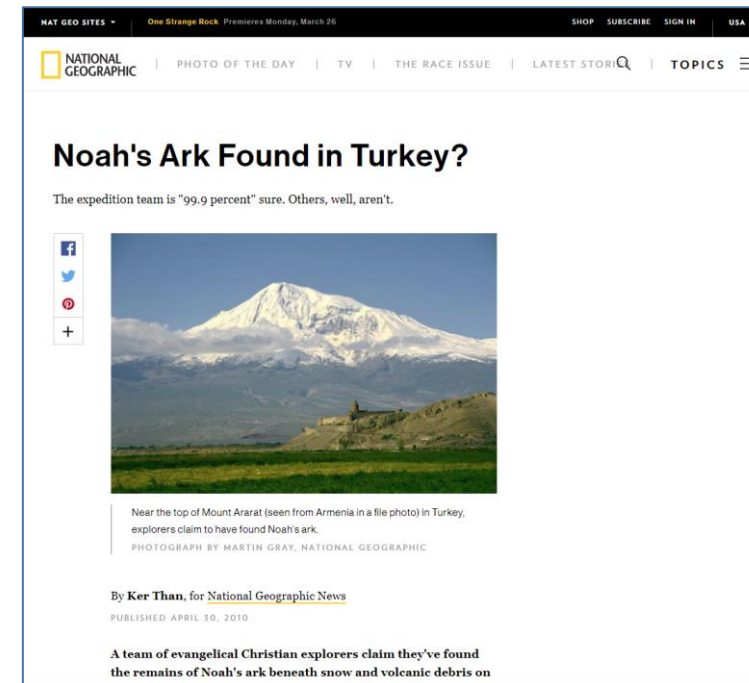 NAT GEO SITES
One Strange Rock Premieres Monday, March 26
SHOP SUBSCRIBE SIGN IN USA
NATIONAL GEOGRAPHIC
PHOTO OF THE DAY | TV | THE RACE ISSUE | LATEST STORIES | TOPICS
Noah's Ark Found in Turkey?
The expedition team is "99.9 percent" sure. Others, well, aren't.
Near the top of Mount Ararat (seen from Armenia in a file photo) in Turkey,
explorers claim to have found Noah's ark.
PHOTOGRAPH BY MARTIN GRAY, NATIONAL GEOGRAPHIC
By Ker Than, for National Geographic News
PUBLISHED APRIL 30, 2010
A team of evangelical Christian explorers claim they've found
the remains of Noah's ark beneath snow and volcanic debris on